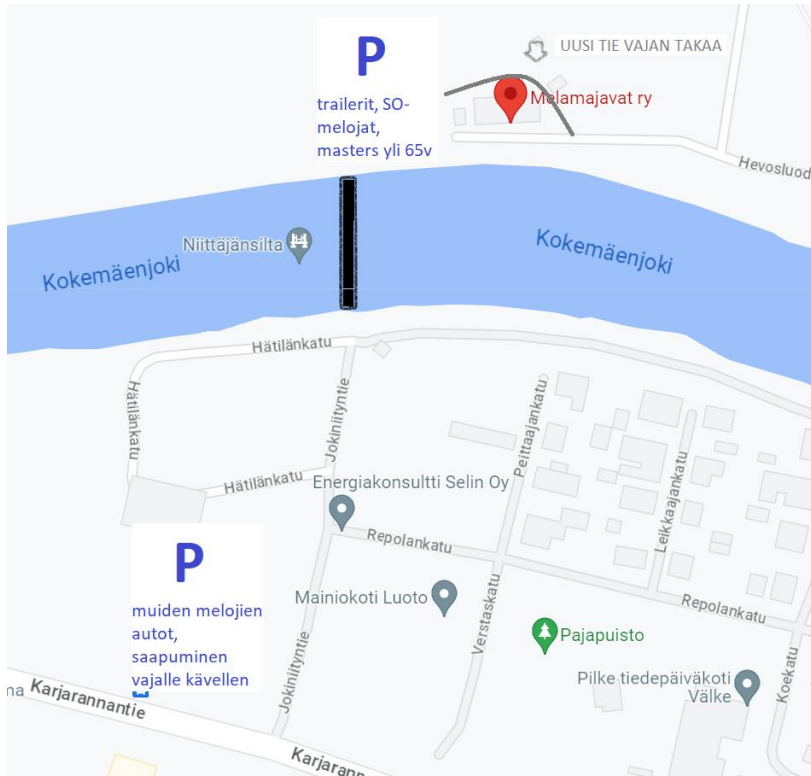 P
UUSI TIE VAJAN TAKAA
trailerit, SO-
melojat,
masters yli 65v
Melamajavat ry
Hevosluod
Niittäjänsilta
Kokemäenjoki
Kokemäenjoki
Hätilänkatu
Hätilänkatu
Jokiniityntie
Peittaajankatu
Leikkaajankatu
Hätilänkatu
Energiakonsultti Selin Oy
Repolankatu
P
Mainiokoti Luoto
Verstaskatu
Repolankatu
muiden melojien
autot,
saapuminen
vajalle kävellen
Jokiniityntie
Pajapuisto
Pilke tiedepäiväkoti
Välke
Koekatu
na
Karjarannantie
Karjarann